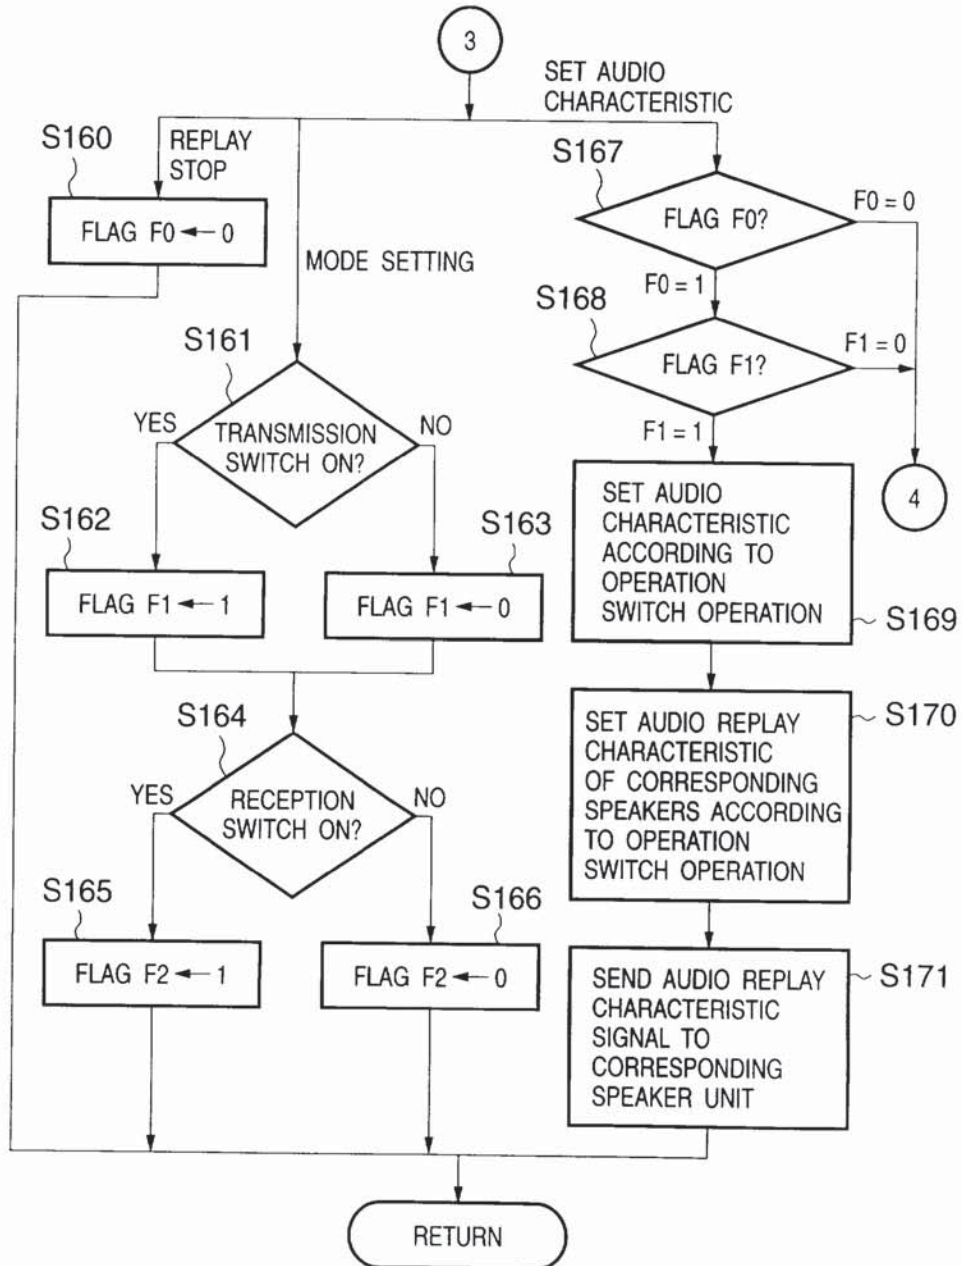 3
SET AUDIO
CHARACTERISTIC
S160
REPLAY
STOP
FLAG F0 ← 0
MODE SETTING
S161
TRANSMISSION
SWITCH ON?
YES
NO
S162
FLAG F1 ← 1
S163
FLAG F1 ← 0
S164
RECEPTION
SWITCH ON?
YES
NO
S165
FLAG F2 ← 1
S166
FLAG F2 ← 0
S167
FLAG F0?
F0 = 0
F0 = 1
S168
FLAG F1?
F1 = 0
F1 = 1
4
SET AUDIO
CHARACTERISTIC
ACCORDING TO
OPERATION
SWITCH OPERATION
S169
SET AUDIO REPLAY
CHARACTERISTIC
OF CORRESPONDING
SPEAKERS ACCORDING
TO OPERATION
SWITCH OPERATION
S170
SEND AUDIO REPLAY
CHARACTERISTIC
SIGNAL TO
CORRESPONDING
SPEAKER UNIT
S171
RETURN